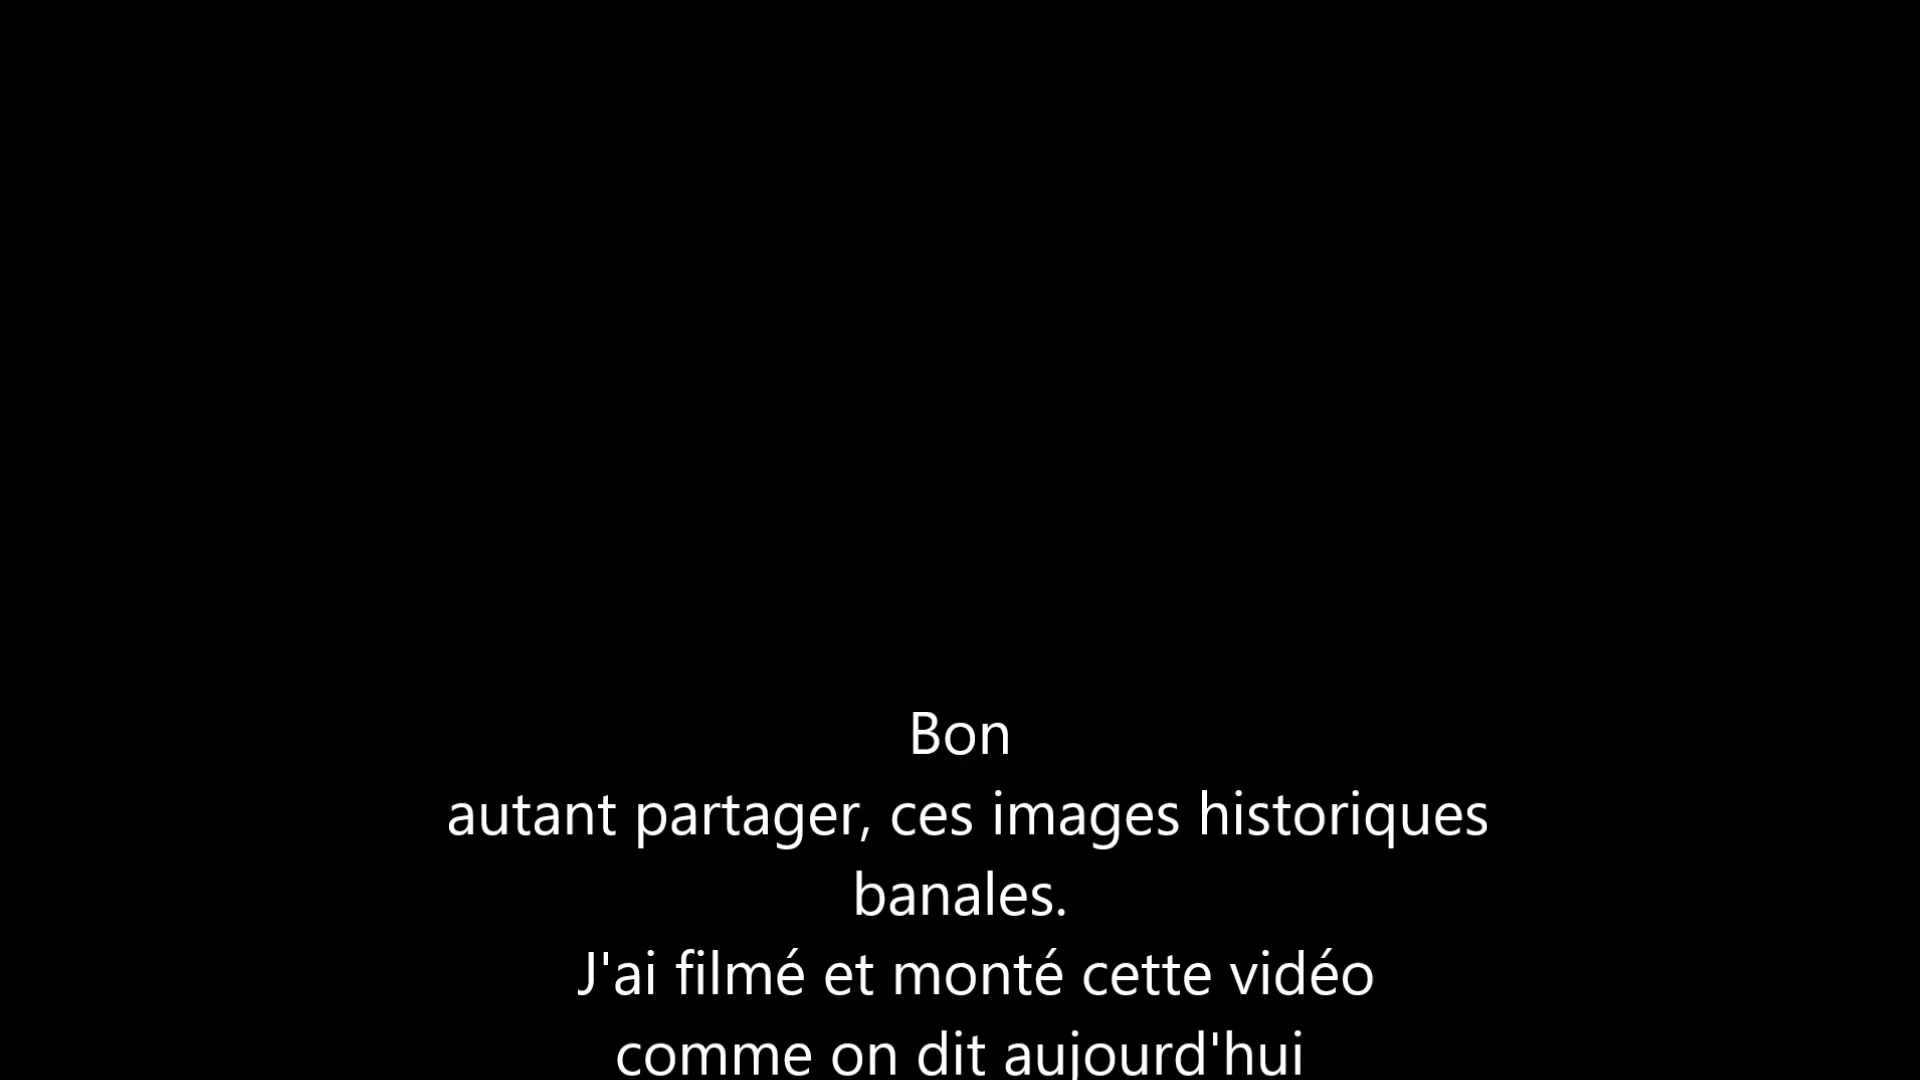 Bon
autant partager, ces images historiques
banales.
J'ai filmé et monté cette vidéo
comme on dit aujourd'hui